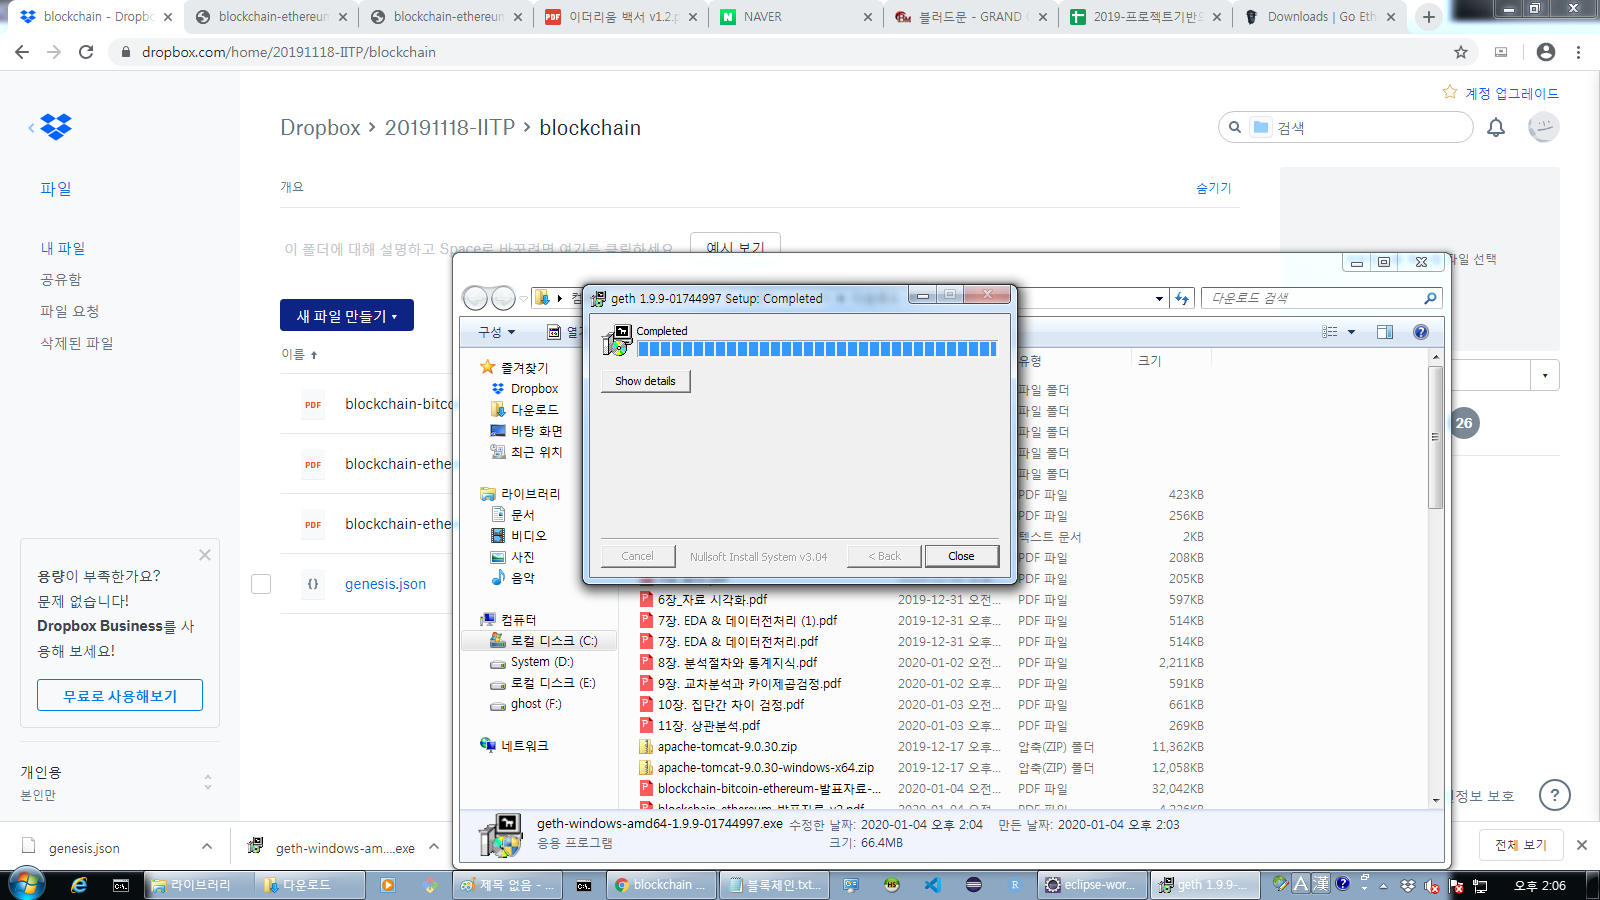 blockchain - Dropbo
blockchain-ethereum
blockchain-ethereum
이더리움 백서 v1.2.p
NAVER
블러드문 - GRAND
2019-프로젝트기반
Downloads | Go Eth
dropbox.com/home/20191118-IITP/blockchain
계정 업그레이드
Dropbox › 20191118-IITP › blockchain
검색
파일
개요
숨기기
내 파일
이 폴더에 대해 설명하고 Space로 바꾸려면 여기를 클릭하세요.
예시 보기
파일 선택
공유함
파일 요청
삭제된 파일
새 파일 만들기
이름
PDF blockchain-bitco
PDF blockchain-ethe
PDF blockchain-ethe
{} genesis.json
26
용량이 부족한가요?
문제 없습니다!
Dropbox Business를 사
용해 보세요!
무료로 사용해보기
개인용
본인만
정보 보호
?
다운로드 검색
구성
유형
크기
즐겨찾기
Dropbox
다운로드
바탕 화면
최근 위치
라이브러리
문서
비디오
사진
음악
컴퓨터
로컬 디스크 (C:)
System (D:)
로컬 디스크 (E:)
ghost (F:)
네트워크
geth 1.9.9-01744997 Setup: Completed
Completed
Show details
Cancel
Nullsoft Install System v3.04
< Back
Close
파일 폴더
파일 폴더
파일 폴더
파일 폴더
파일 폴더
PDF 파일 423KB
PDF 파일 256KB
텍스트 문서 2KB
PDF 파일 208KB
PDF 파일 205KB
6장_자료 시각화.pdf 2019-12-31 오전... PDF 파일 597KB
7장. EDA & 데이터전처리 (1).pdf 2019-12-31 오후... PDF 파일 514KB
7장. EDA & 데이터전처리.pdf 2019-12-31 오후... PDF 파일 514KB
8장. 분석절차와 통계지식.pdf 2020-01-02 오전... PDF 파일 2,211KB
9장. 교차분석과 카이제곱검정.pdf 2020-01-02 오후... PDF 파일 591KB
10장. 집단간 차이 검정.pdf 2020-01-03 오전... PDF 파일 661KB
11장. 상관분석.pdf 2020-01-03 오후... PDF 파일 269KB
apache-tomcat-9.0.30.zip 2019-12-17 오후... 압축(ZIP) 폴더 11,362KB
apache-tomcat-9.0.30-windows-x64.zip 2019-12-17 오후... 압축(ZIP) 폴더 12,058KB
blockchain-bitcoin-ethereum-발표자료-... 2020-01-04 오후... PDF 파일 32,042KB
blockchain-ethereum-발표자료-v2.pdf 2020-01-04 오후... PDF 파일 4,226KB
geth-windows-amd64-1.9.9-01744997.exe 수정한 날짜: 2020-01-04 오후 2:04 만든 날짜: 2020-01-04 오후 2:03
응용 프로그램 크기: 66.4MB
genesis.json
geth-windows-am....exe
전체 보기
라이브러리
다운로드
제목 없음 - ...
blockchain ...
블록체인.txt...
eclipse-wor...
geth 1.9.9-...
A 漢
오후 2:06